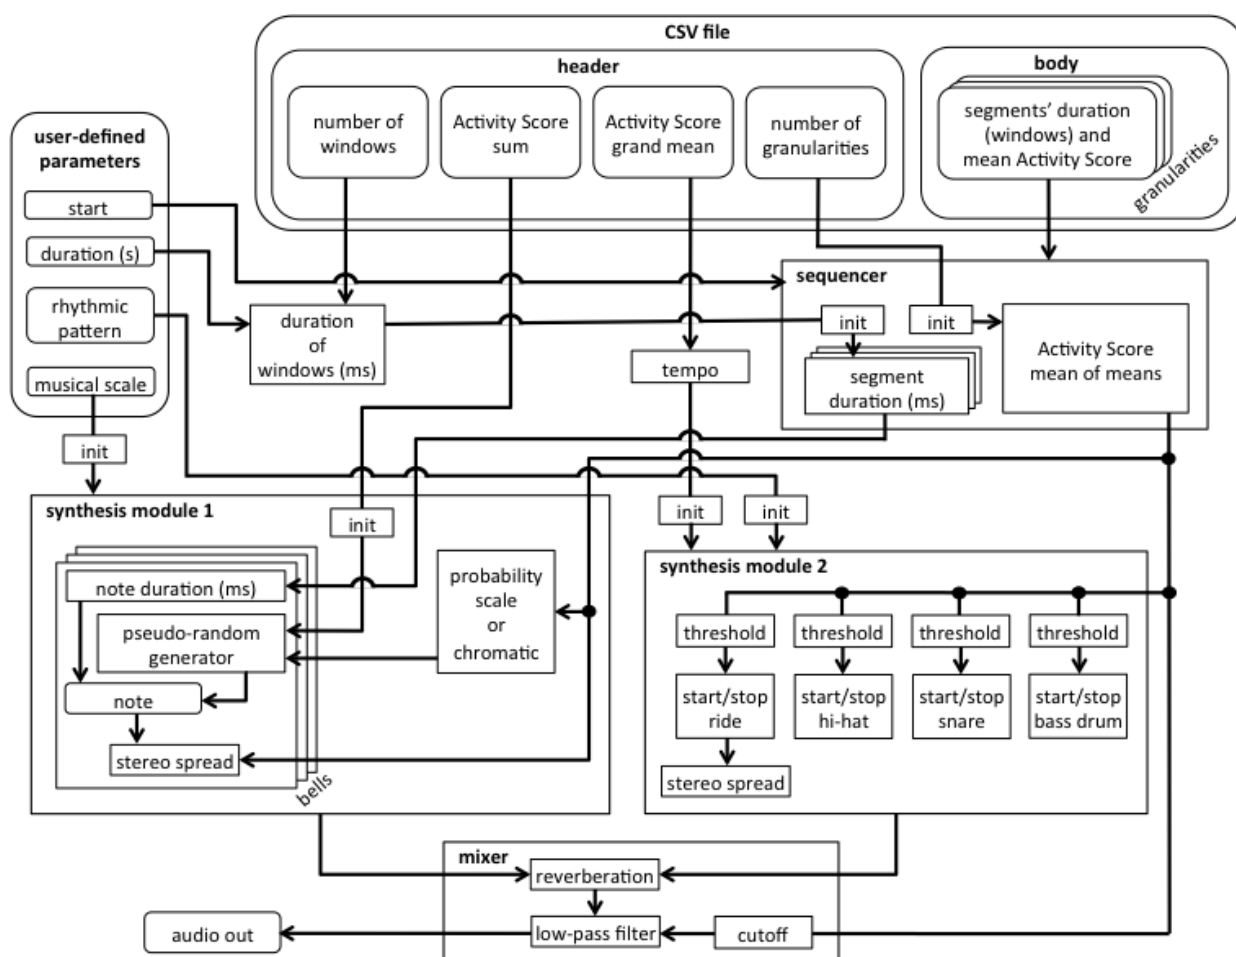 CSV file
header
body
number of
windows
Activity Score
sum
Activity Score
grand mean
number of
granularities
segments' duration
(windows) and
mean Activity Score
granularities
user-defined
parameters
start
duration (s)
rhythmic
pattern
musical scale
init
duration
of
windows (ms)
tempo
sequencer
init
init
segment
duration (ms)
Activity Score
mean of means
synthesis module 1
init
note duration (ms)
pseudo-random
generator
note
stereo spread
bells
probability
scale
or
chromatic
init
init
synthesis module 2
threshold
threshold
threshold
threshold
start/stop
ride
start/stop
hi-hat
start/stop
snare
start/stop
bass drum
stereo spread
mixer
reverberation
low-pass filter
cutoff
audio out